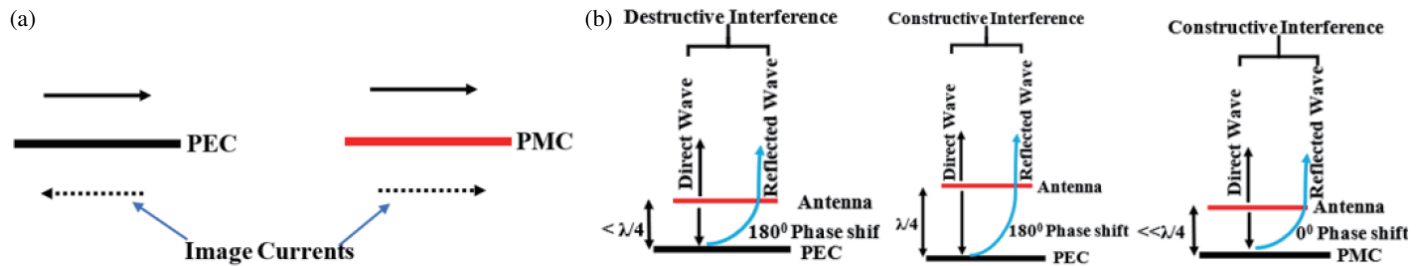 (a)
PEC
PMC
Image Currents
(b)
Destructive Interference
Direct Wave
Reflected Wave
Antenna
< λ/4
180⁰ Phase shif
PEC
Constructive Interference
Direct Wave
Reflected Wave
Antenna
λ/4
180⁰ Phase shift
PEC
Constructive Interference
Direct Wave
Reflected Wave
Antenna
<<λ/4
0⁰ Phase shift
PMC